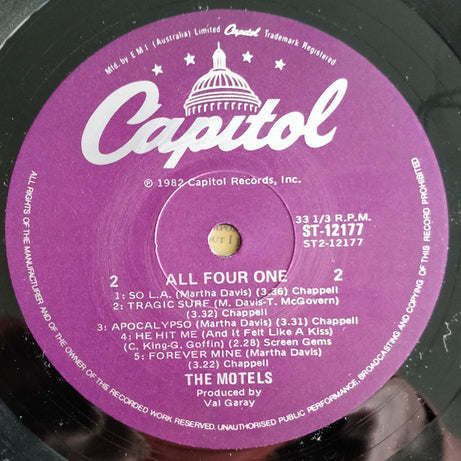 Mfd. by E M I (Australia) Limited Capitol Trademark Registered
Capitol
℗ 1982 Capitol Records, Inc.
33 1/3 R.P.M.
ST-12177
ST2-12177
2 ALL FOUR ONE 2
1: SO L.A. (Martha Davis) (3.36) Chappell
2: TRAGIC SURF (M. Davis-T. McGovern)
(3.32) Chappell
3: APOCALYPSO (Martha Davis) (3.31) Chappell
4: HE HIT ME (And It Felt Like A Kiss)
(C. King-G. Goffin) (2.28) Screen Gems
5: FOREVER MINE (Martha Davis)
(3.22) Chappell
THE MOTELS
Produced by
Val Garay
ALL RIGHTS OF THE MANUFACTURER AND OF THE OWNER OF THE RECORDED WORK RESERVED. UNAUTHORISED PUBLIC PERFORMANCE, BROADCASTING AND COPYING OF THIS RECORD PROHIBITED